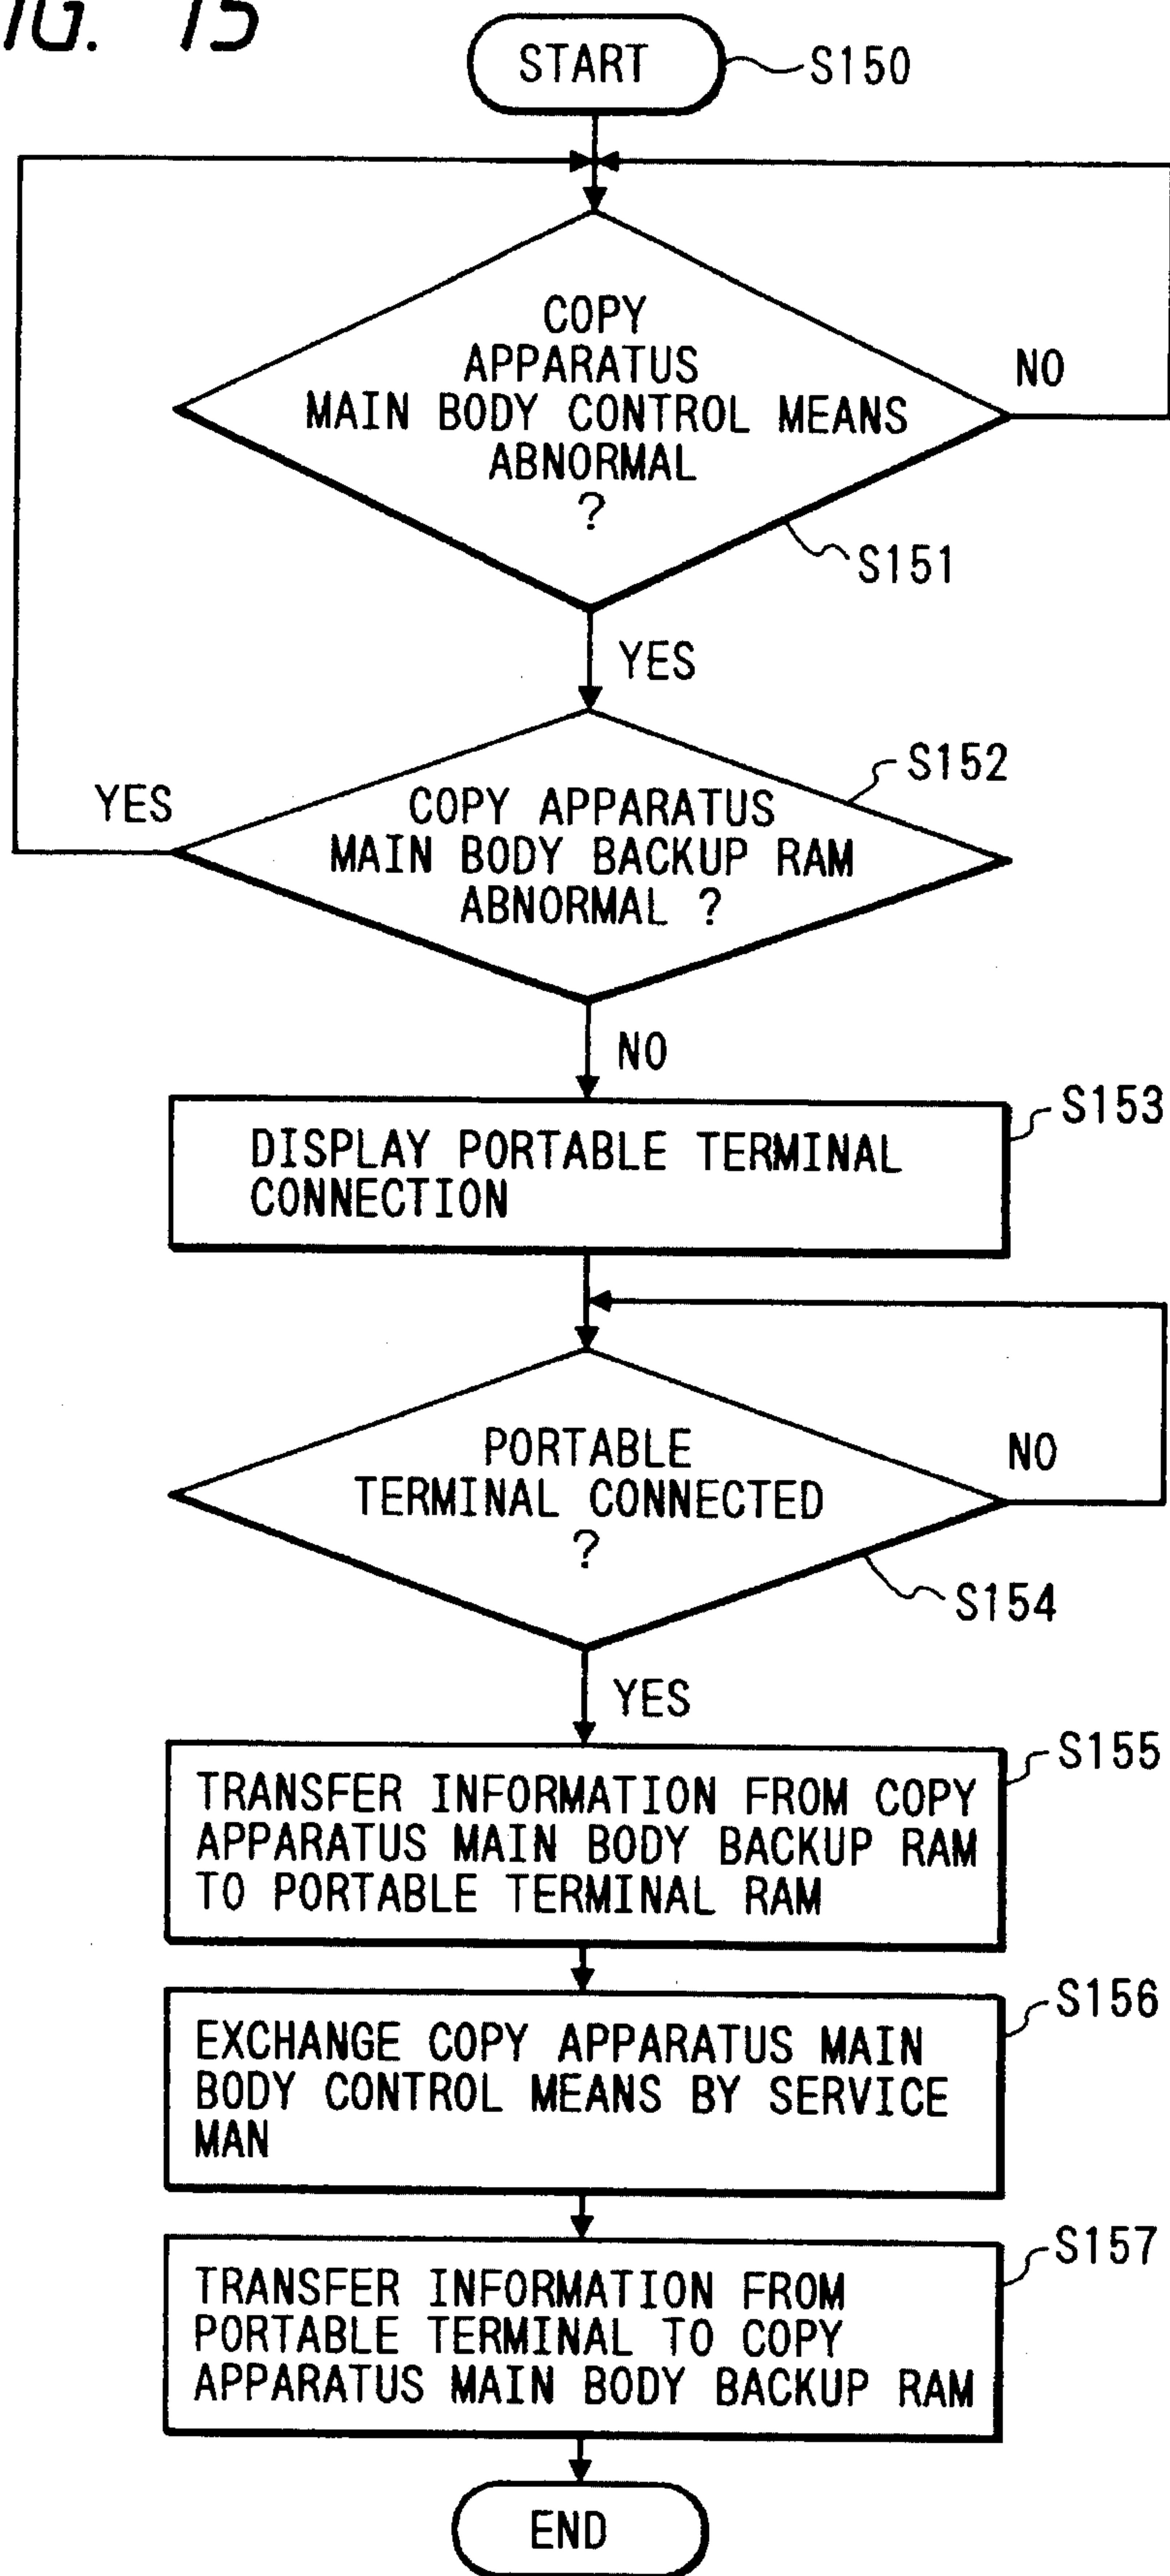 IG. 15
START
S150
COPY
APPARATUS
MAIN BODY CONTROL MEANS
ABNORMAL
?
NO
S151
YES
S152
YES
COPY APPARATUS
MAIN BODY BACKUP RAM
ABNORMAL ?
NO
S153
DISPLAY PORTABLE TERMINAL
CONNECTION
PORTABLE
TERMINAL CONNECTED
?
NO
S154
YES
S155
TRANSFER INFORMATION FROM COPY
APPARATUS MAIN BODY BACKUP RAM
TO PORTABLE TERMINAL RAM
S156
EXCHANGE COPY APPARATUS MAIN
BODY CONTROL MEANS BY SERVICE
MAN
S157
TRANSFER INFORMATION FROM
PORTABLE TERMINAL TO COPY
APPARATUS MAIN BODY BACKUP RAM
END